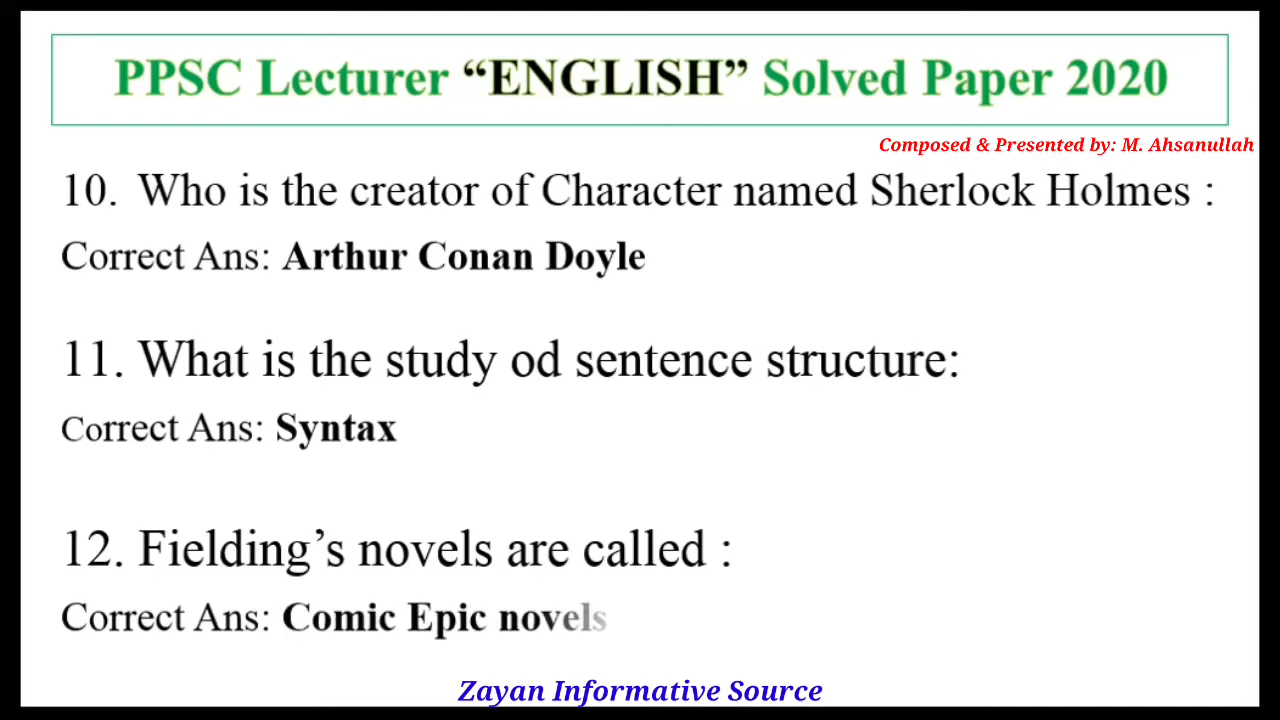 PPSC Lecturer “ENGLISH” Solved Paper 2020
Composed & Presented by: M. Ahsanullah
10. Who is the creator of Character named Sherlock Holmes :
Correct Ans: Arthur Conan Doyle
11. What is the study od sentence structure:
Correct Ans: Syntax
12. Fielding’s novels are called :
Correct Ans: Comic Epic novels
Zayan Informative Source